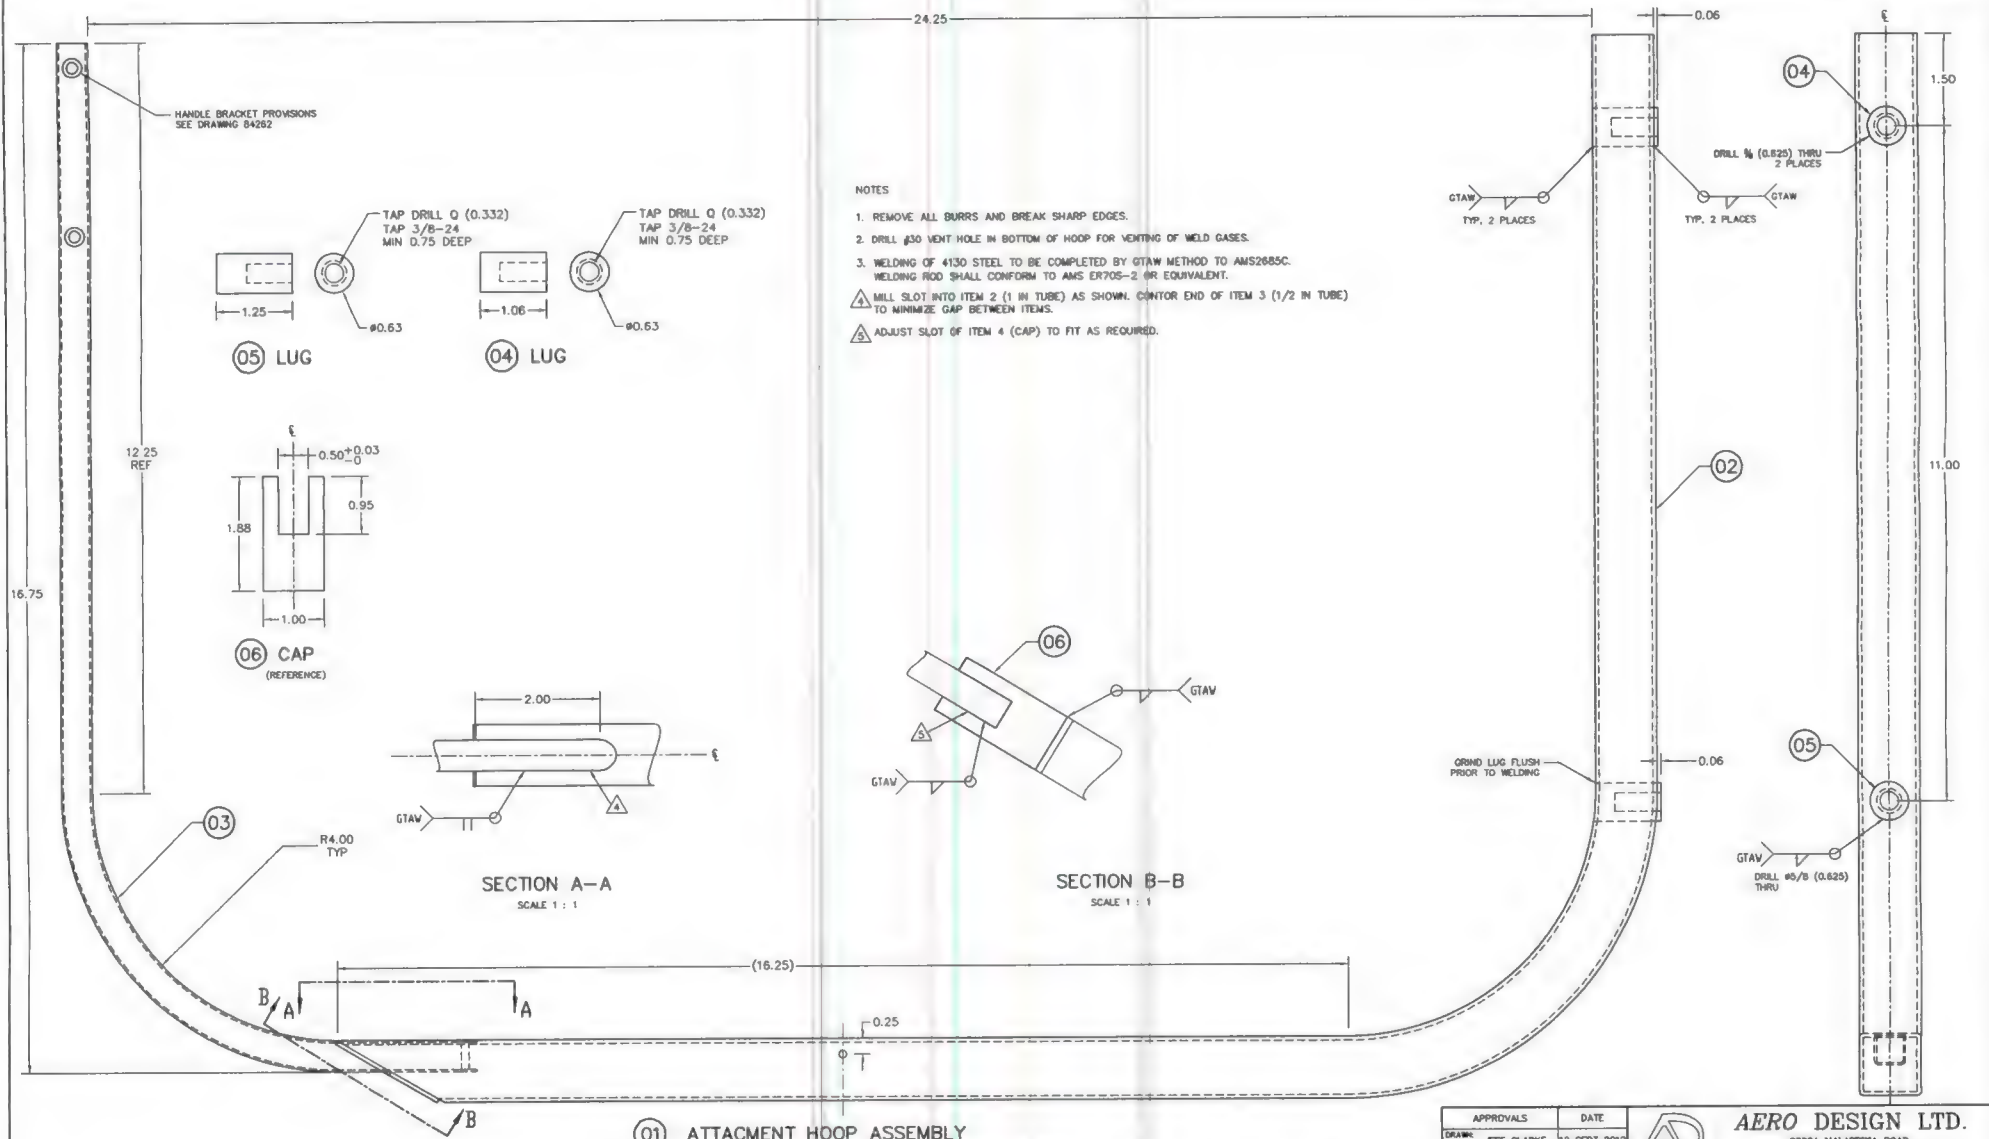 24.25
0.06
℄
04
1.50
HANDLE BRACKET PROVISIONS
SEE DRAWING 84262
DRILL ⅝ (0.625) THRU
2 PLACES
GTAW
TYP, 2 PLACES
GTAW
TYP, 2 PLACES
NOTES
1. REMOVE ALL BURRS AND BREAK SHARP EDGES.
2. DRILL #30 VENT HOLE IN BOTTOM OF HOOP FOR VENTING OF WELD GASES.
3. WELDING OF 4130 STEEL TO BE COMPLETED BY GTAW METHOD TO AMS2685C.
WELDING ROD SHALL CONFORM TO AMS ER70S-2 OR EQUIVALENT.
4 MILL SLOT INTO ITEM 2 (1 IN TUBE) AS SHOWN. CONTOR END OF ITEM 3 (1/2 IN TUBE)
TO MINIMIZE GAP BETWEEN ITEMS.
5 ADJUST SLOT OF ITEM 4 (CAP) TO FIT AS REQUIRED.
TAP DRILL Q (0.332)
TAP 3/8-24
MIN 0.75 DEEP
1.25
ø0.63
05 LUG
TAP DRILL Q (0.332)
TAP 3/8-24
MIN 0.75 DEEP
1.06
ø0.63
04 LUG
12.25
REF
℄
0.50 +0.03
-0
0.95
1.88
1.00
06 CAP
(REFERENCE)
16.75
02
11.00
06
GTAW
5
GTAW
SECTION B-B
SCALE 1 : 1
2.00
℄
GTAW
4
SECTION A-A
SCALE 1 : 1
03
R4.00
TYP
GRIND LUG FLUSH
PRIOR TO WELDING
0.06
05
GTAW
DRILL ø5/8 (0.625)
THRU
(16.25)
B
A
A
0.25
B
01 ATTACMENT HOOP ASSEMBLY
APPROVALS
DATE
DRAWN
AERO DESIGN LTD.